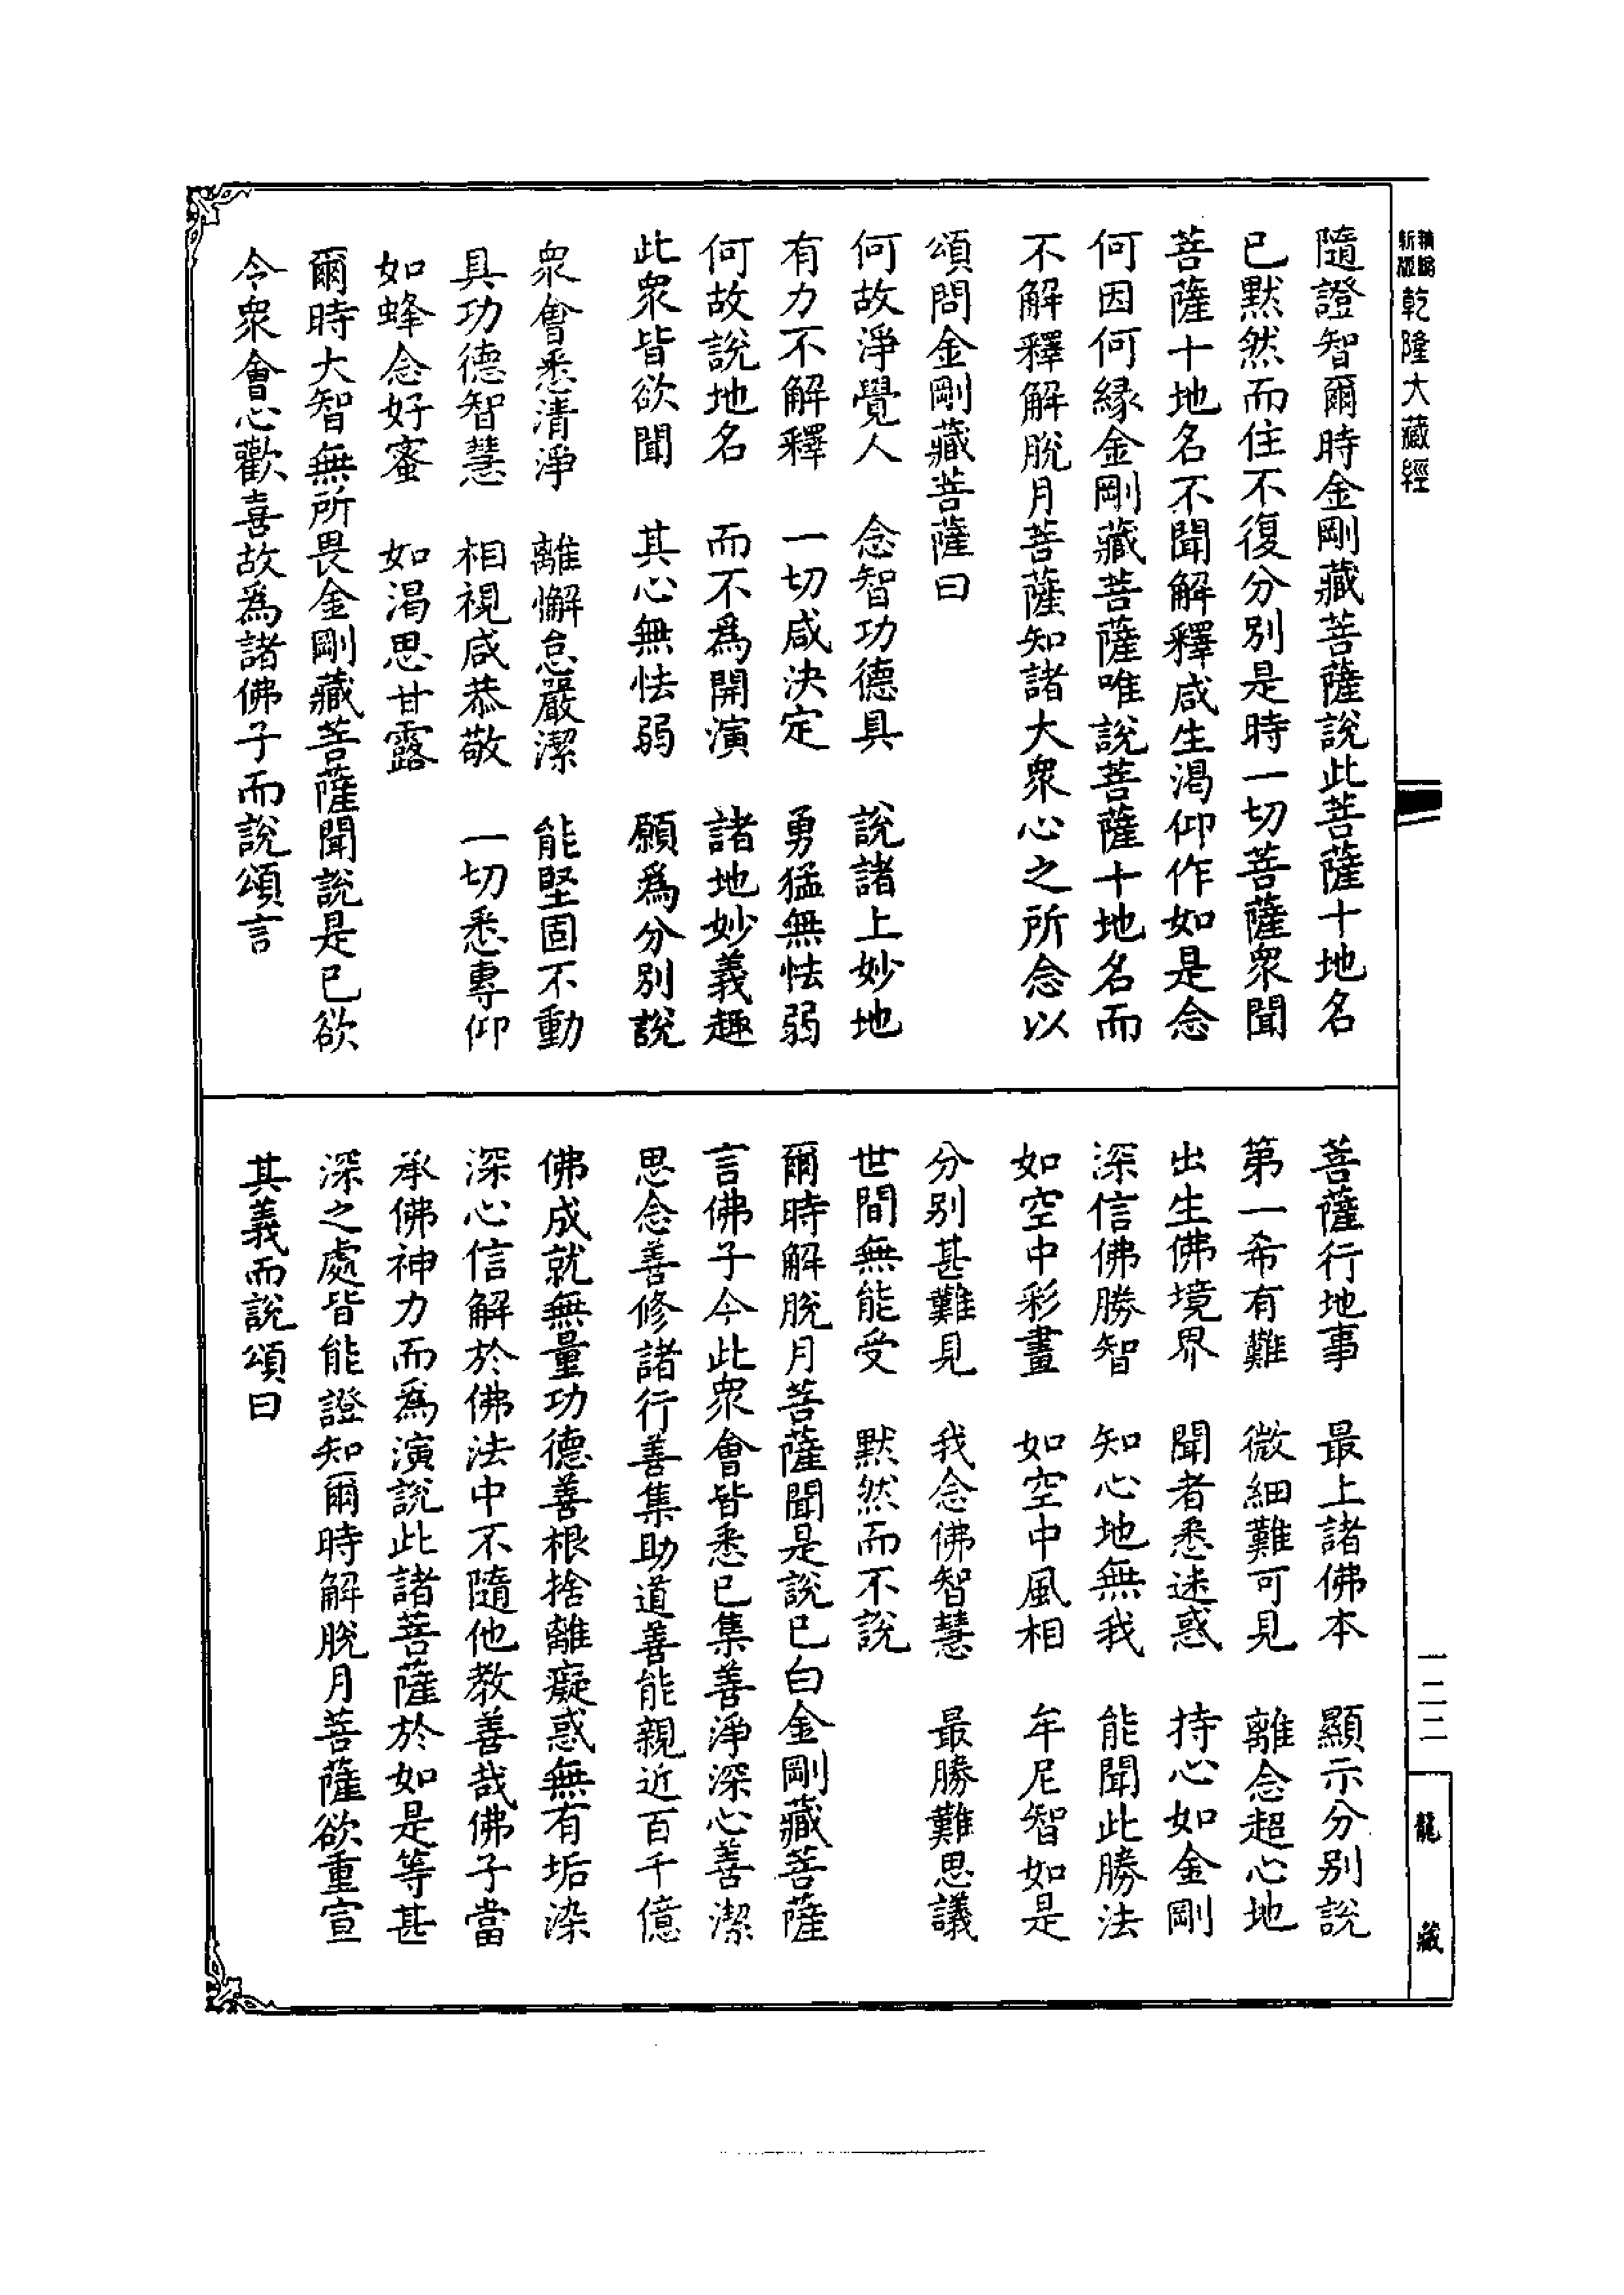 新版
乾隆大藏經
隨證智爾時金剛藏菩薩說此菩薩十地名
已黙然而住不復分別是時一切菩薩衆聞
菩薩十地名不聞解釋咸生渴仰作如是念
何因何緣金剛藏菩薩唯說菩薩十地名而
不解釋解脫月菩薩知諸大衆心之所念以
頌問金剛藏菩薩曰
何故淨覺人　念智功德具　說諸上妙地
有力不解釋　一切咸決定　勇猛無怯弱
何故說地名　而不爲開演　諸地妙義趣
此衆皆欲聞　其心無怯弱　願爲分別說
衆會悉清淨　離懈怠嚴潔　能堅固不動
具功德智慧　相視咸恭敬　一切悉專仰
如蜂念好蜜　如渴思甘露
爾時大智無所畏金剛藏菩薩聞說是已欲
令衆會心歡喜故爲諸佛子而說頌言
菩薩行地事　最上諸佛本　顯示分別說
第一希有難　微細難可見　離念超心地
出生佛境界　聞者悉迷惑　持心如金剛
深信佛勝智　知心地無我　能聞此勝法
如空中彩畫　如空中風相　牟尼智如是
分別甚難見　我念佛智慧　最勝難思議
世間無能受　黙然而不說
爾時解脫月菩薩聞是說已白金剛藏菩薩
言佛子今此衆會皆悉已集善淨深心善潔
思念善修諸行善集助道善能親近百千億
佛成就無量功德善根捨離癡惑無有垢染
深心信解於佛法中不隨他教善哉佛子當
承佛神力而爲演說此諸菩薩於如是等甚
深之處皆能證知爾時解脫月菩薩欲重宣
其義而說頌曰
一二二
龍藏